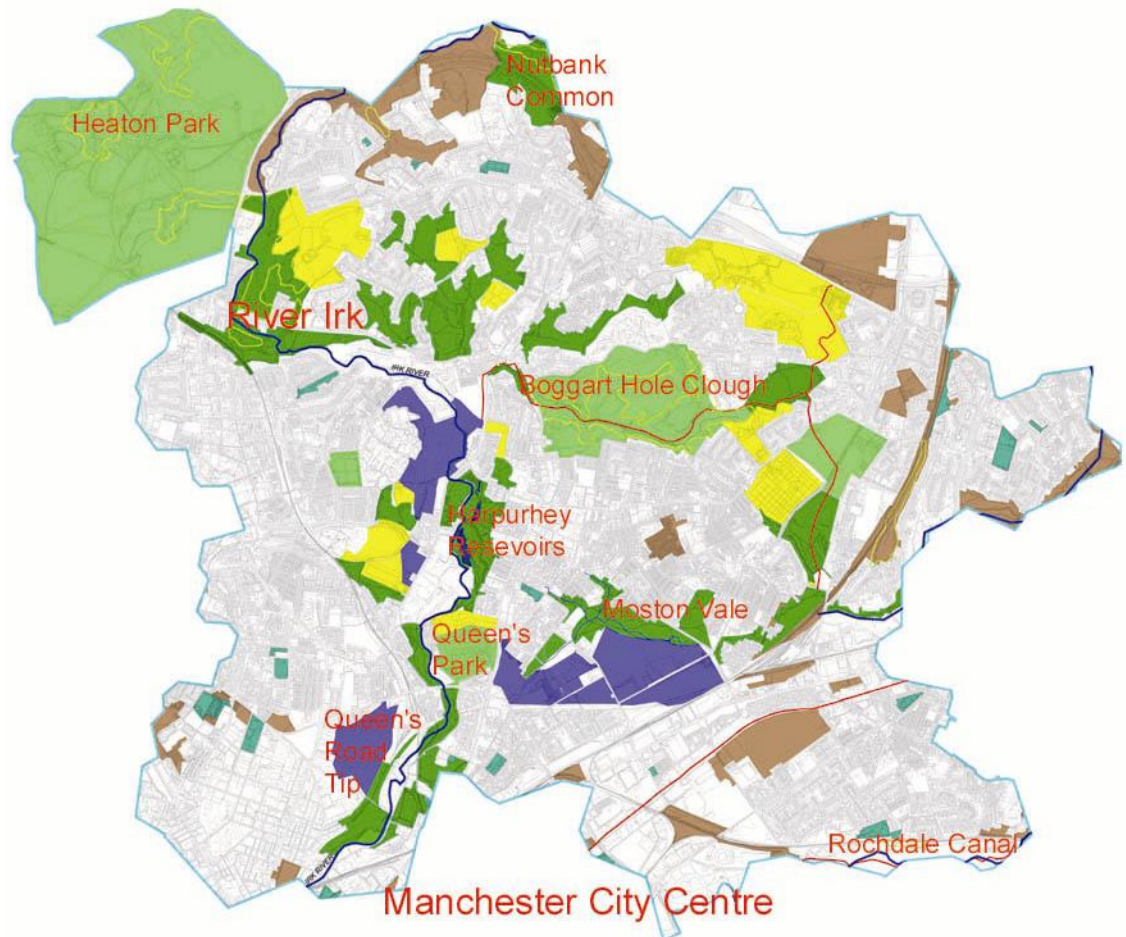 Nutbank
Common
Heaton Park
River Irk
IRK RIVER
Boggart Hole Clough
Harpurhey
Resevoirs
Moston Vale
Queen's
Park
Queen's
Road
Tip
Rochdale Canal
IRK RIVER
Manchester City Centre